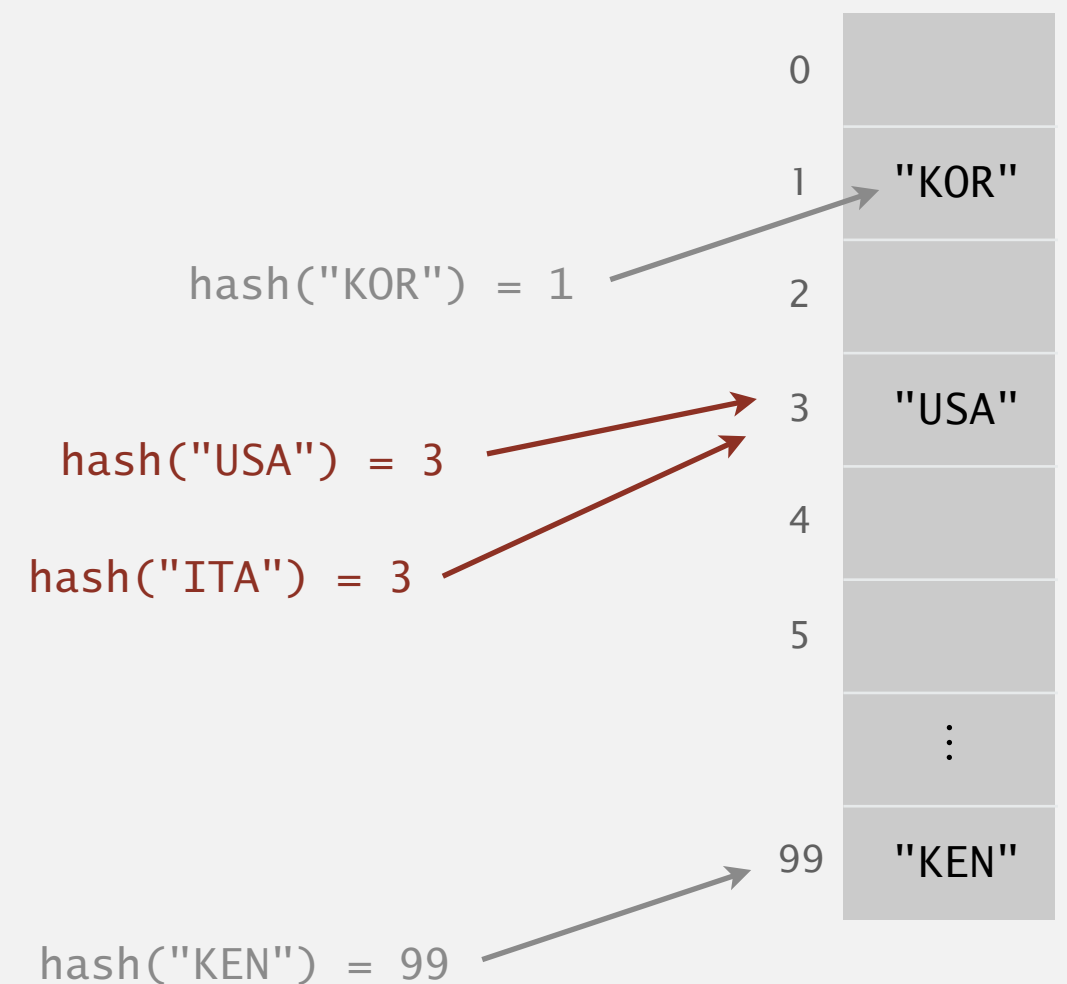 0
1 "KOR"
hash("KOR") = 1
2
3 "USA"
hash("USA") = 3
4
hash("ITA") = 3
5
⋮
99 "KEN"
hash("KEN") = 99